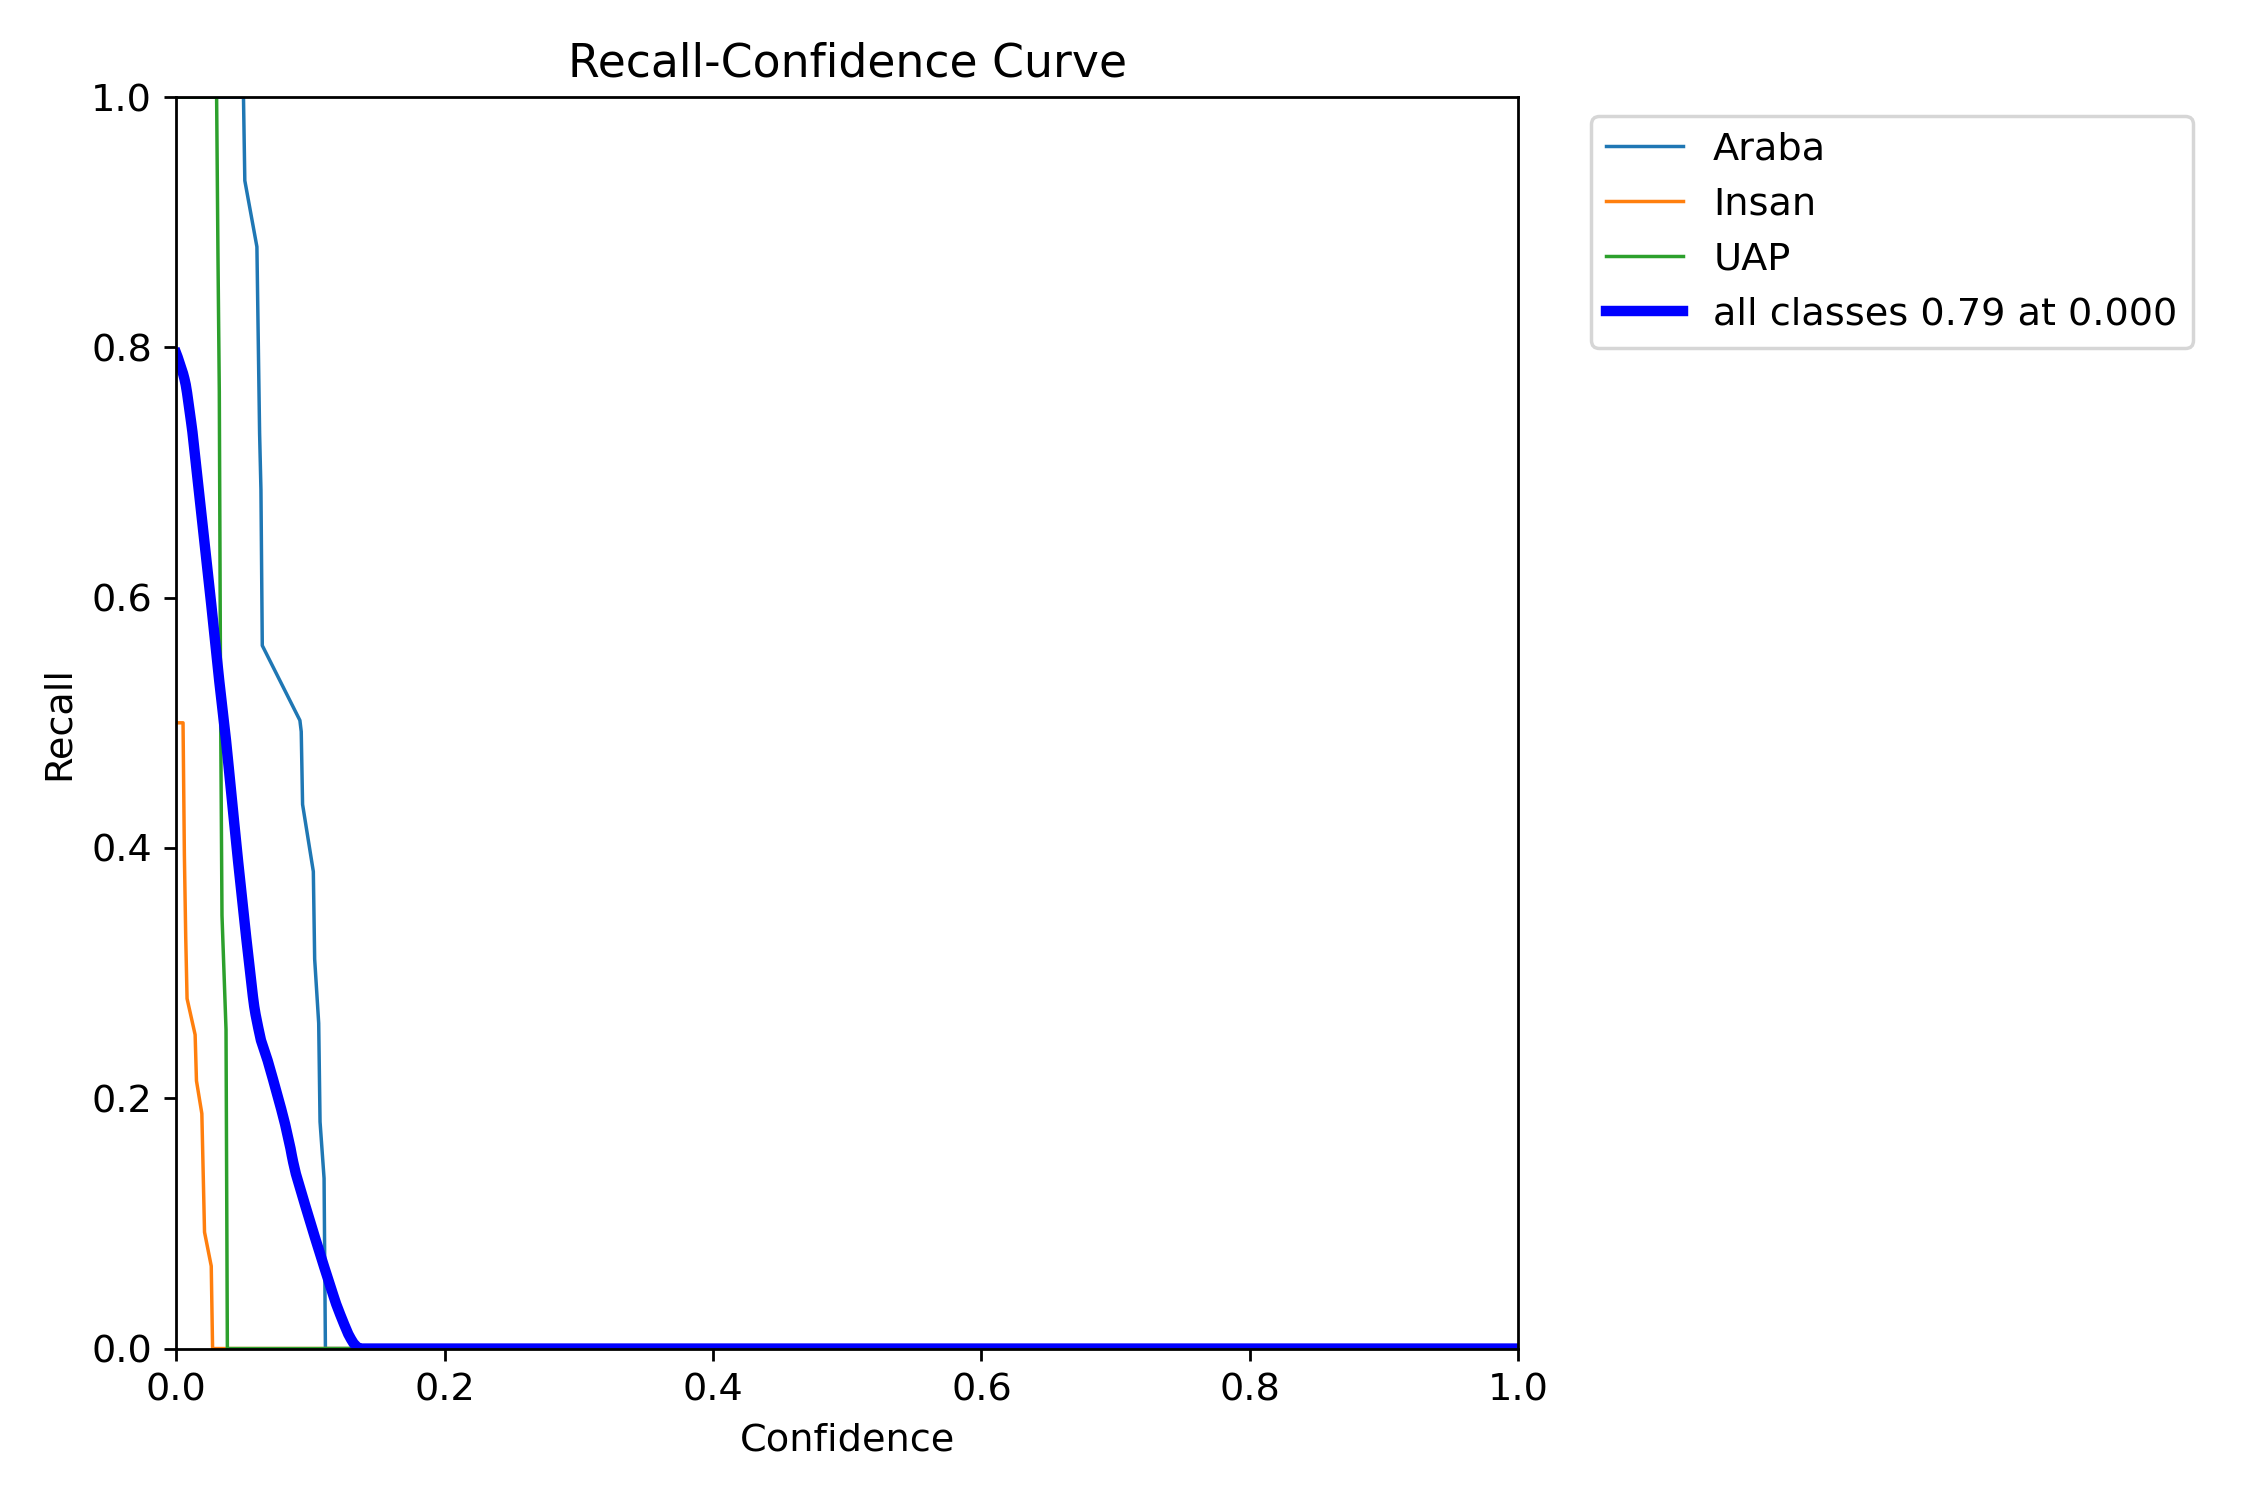 Recall-Confidence Curve
1.0
0.8
0.6
0.4
0.2
0.0
Recall
0.0 0.2 0.4 0.6 0.8 1.0
Confidence
Araba
Insan
UAP
all classes 0.79 at 0.000